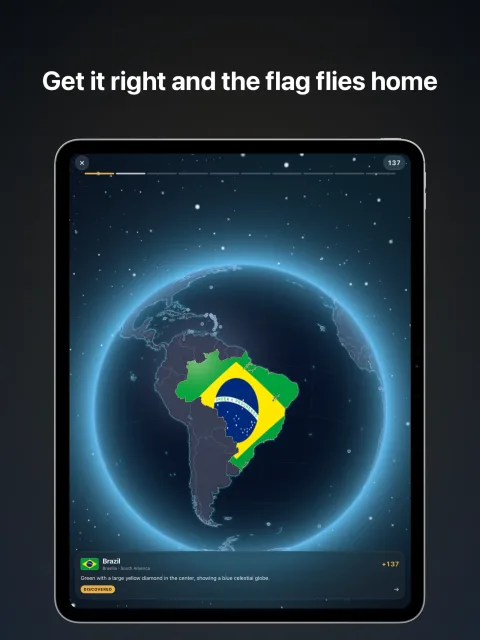 Get it right and the flag flies home
137
Brazil
Brasília · South America
+137
Green with a large yellow diamond in the center, showing a blue celestial globe.
DISCOVERED